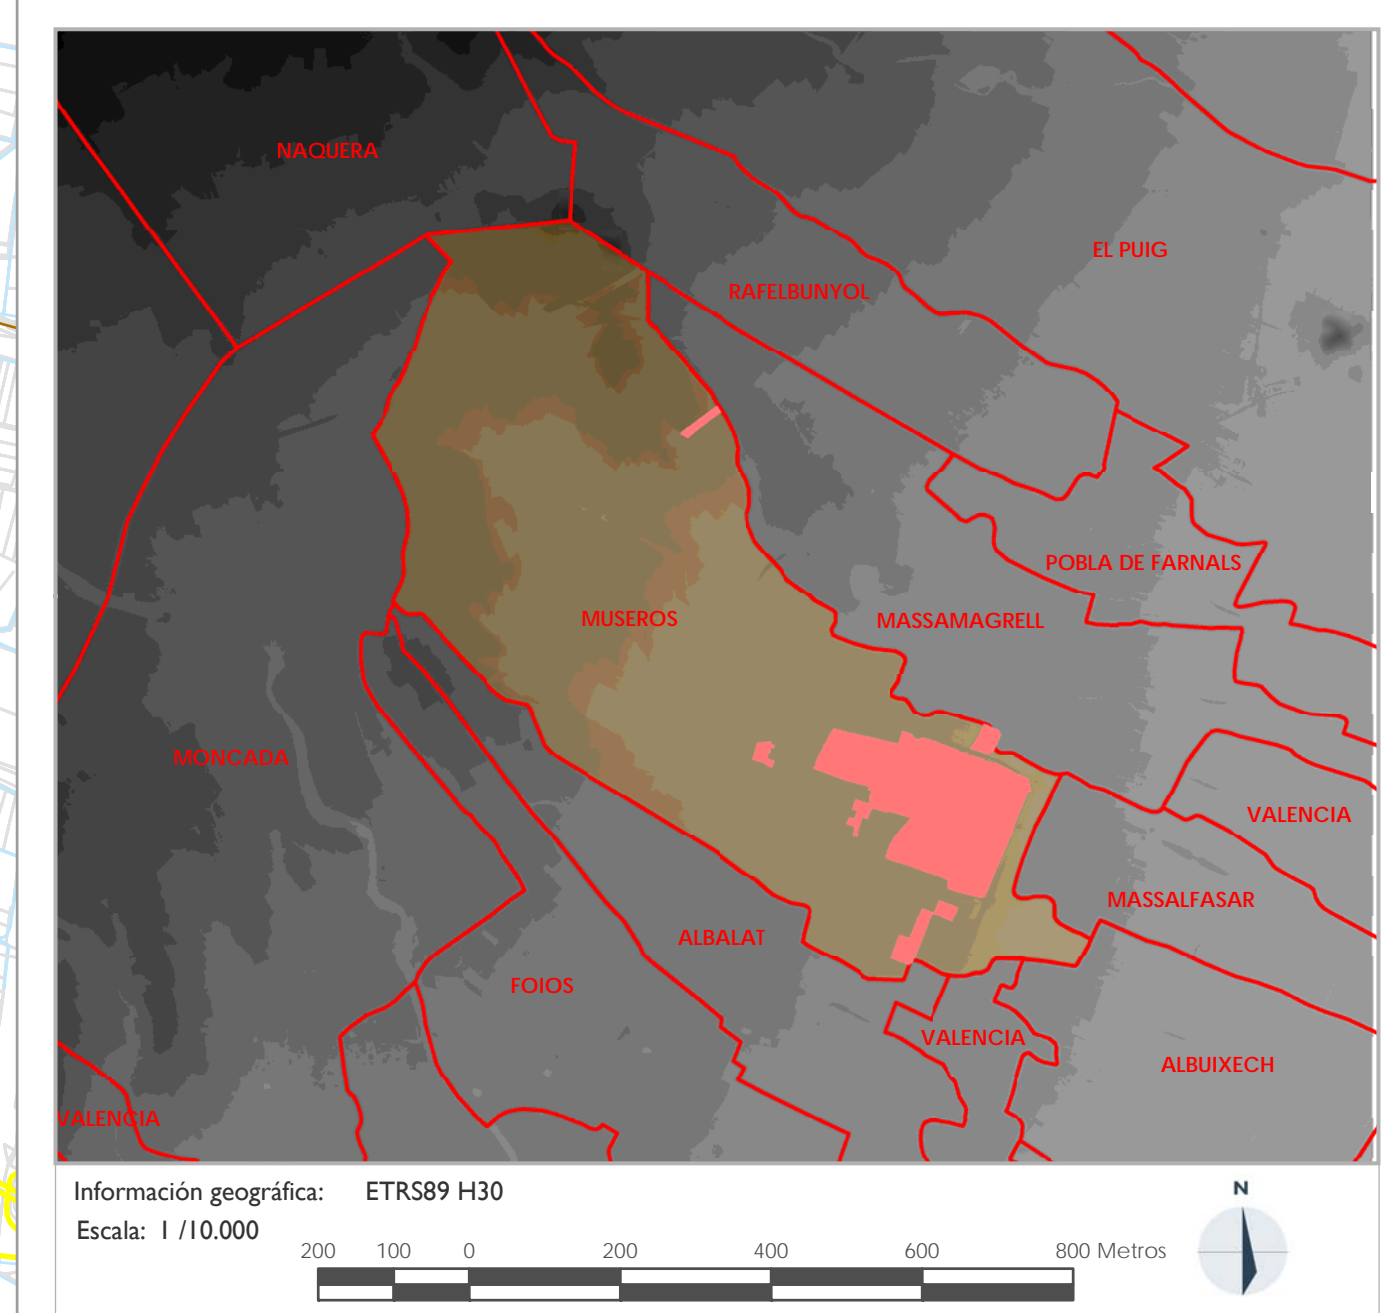 NAQUERA
EL PUIG
RAFELBUNYOL
POBLA DE FARNALS
MUSEROS
MASSAMAGRELL
MONCADA
VALENCIA
MASSALFASAR
ALBALAT
FOIOS
VALENCIA
ALBUIXECH
VALENCIA
Información geográfica: ETRS89 H30
Escala: 1 /10.000
200 100 0 200 400 600 800 Metros
N